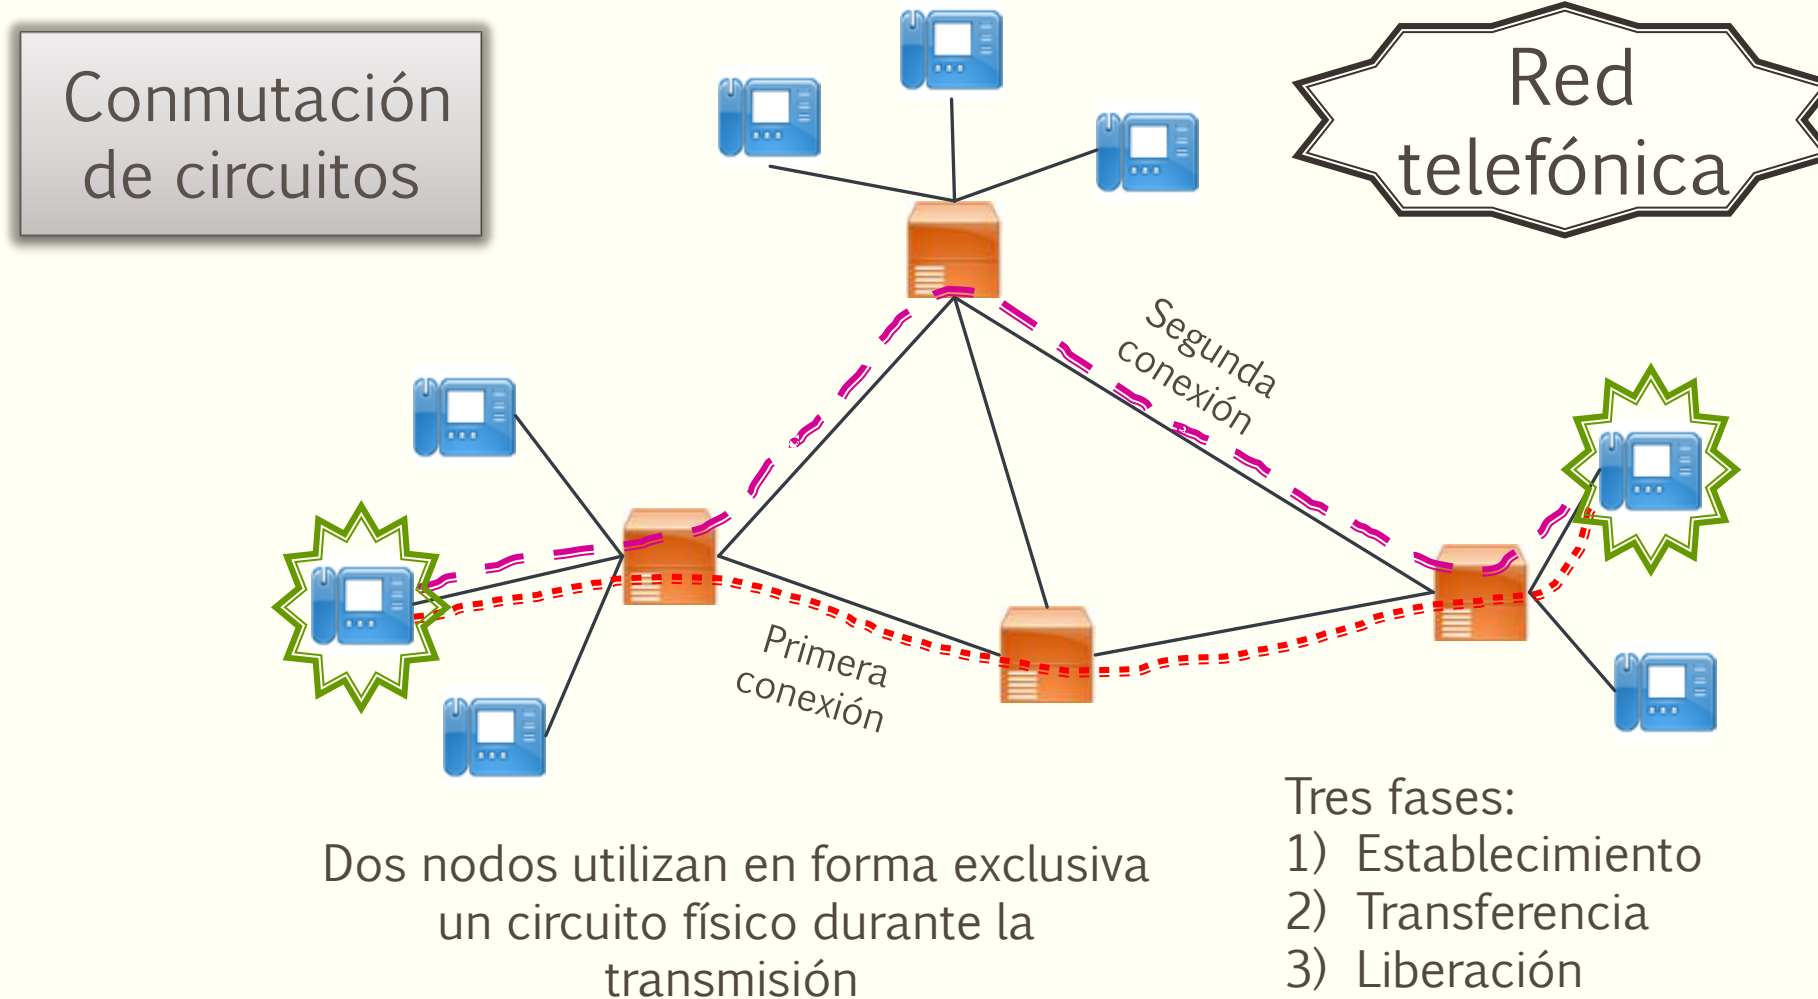 Conmutación
de circuitos
Red
telefónica
Segunda
conexión
Primera
conexión
Dos nodos utilizan en forma exclusiva
un circuito físico durante la
transmisión
Tres fases:
1) Establecimiento
2) Transferencia
3) Liberación